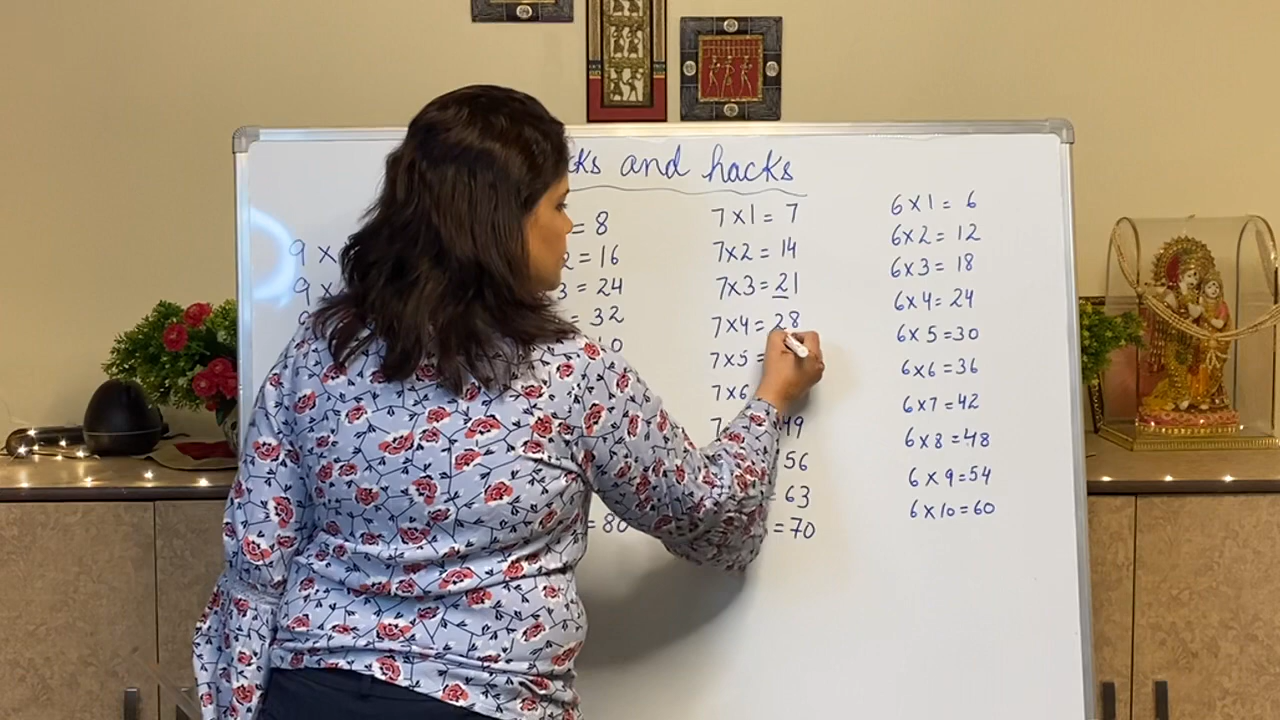 and hacks
9 ×
9 ×
= 8
= 16
= 24
= 32
= 80
7 × 1 = 7
7 × 2 = 14
7 × 3 = 21
7 × 4 = 28
7 × 5 =
7 × 6
49
56
= 63
= 70
6 × 1 = 6
6 × 2 = 12
6 × 3 = 18
6 × 4 = 24
6 × 5 = 30
6 × 6 = 36
6 × 7 = 42
6 × 8 = 48
6 × 9 = 54
6 × 10 = 60